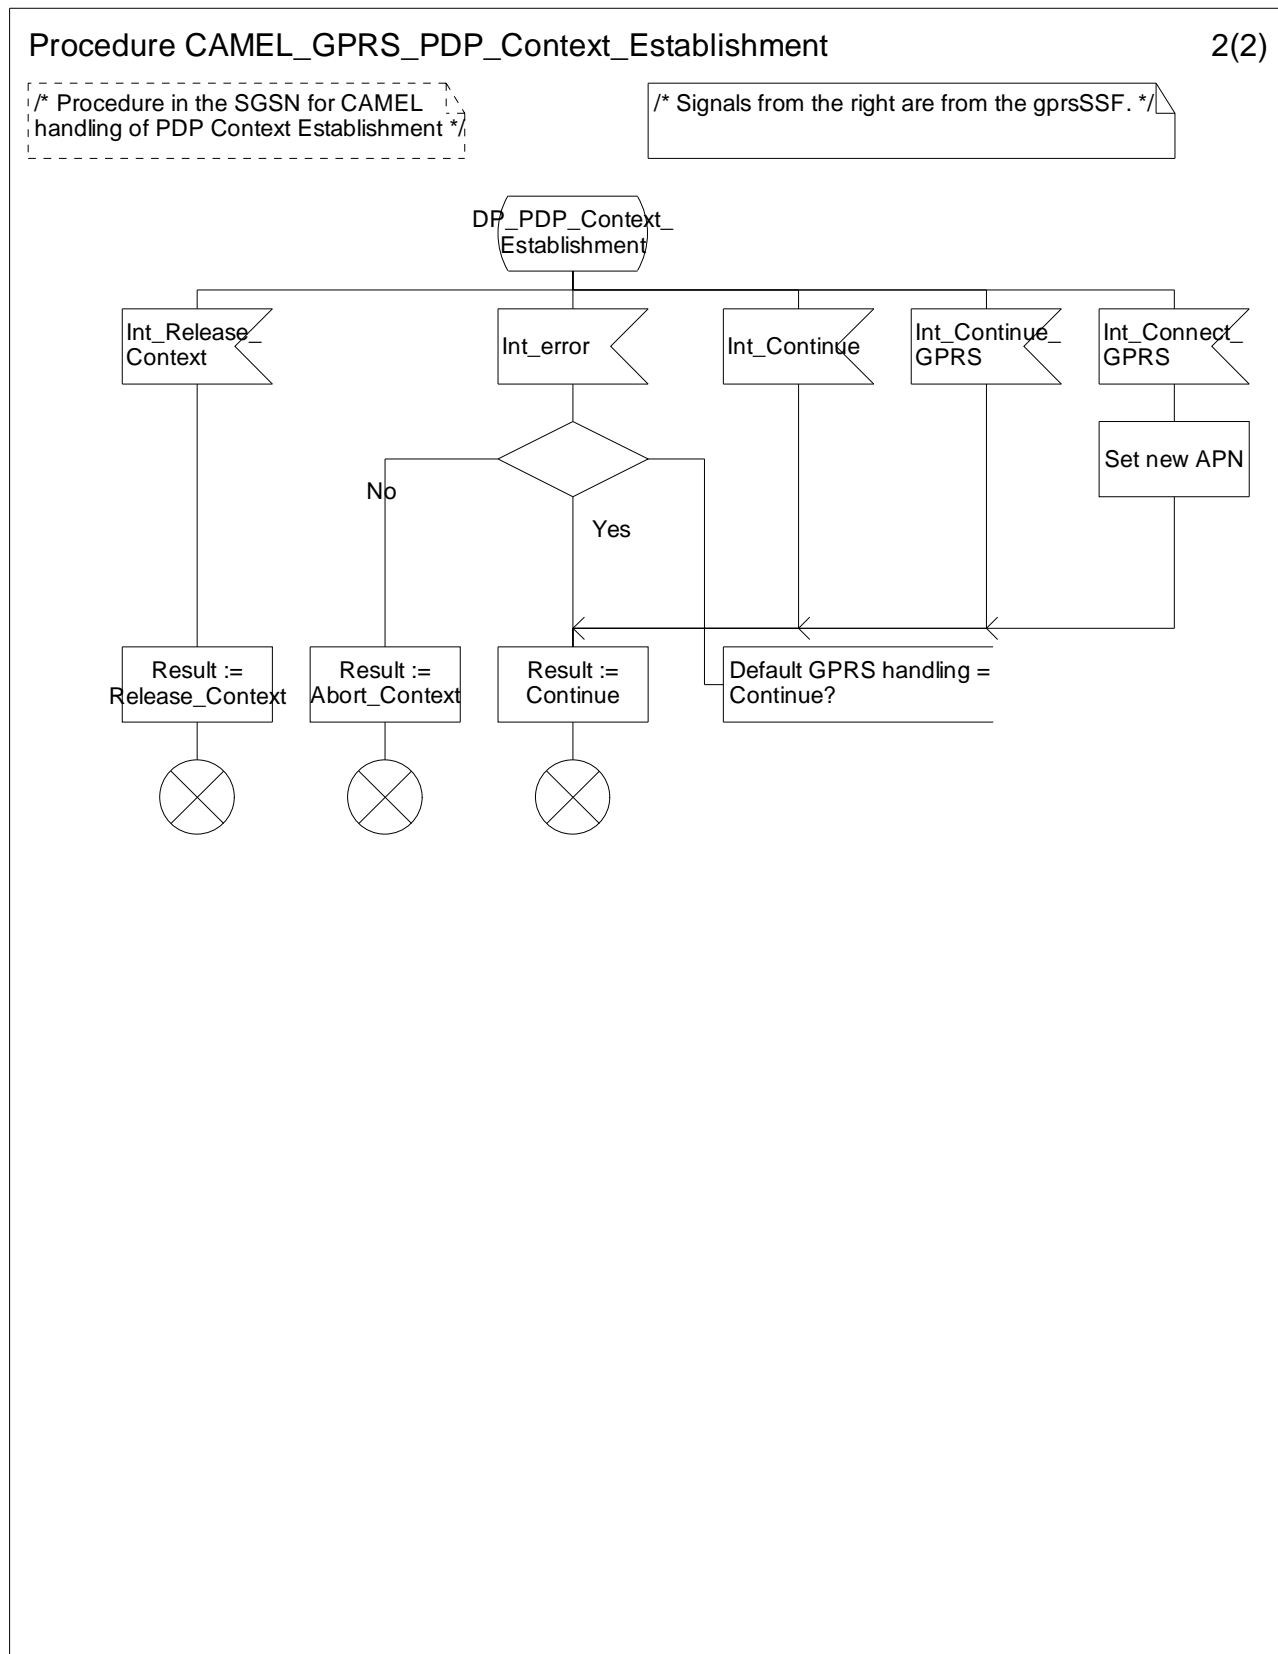 Procedure CAMEL_GPRS_PDP_Context_Establishment 2(2)
/* Procedure in the SGSN for CAMEL
handling of PDP Context Establishment */
/* Signals from the right are from the gprsSSF. */
DP_PDP_Context_
Establishment
Int_Release_
Context
Int_error
Int_Continue
Int_Continue_
GPRS
Int_Connect_
GPRS
Set new APN
No
Yes
Result :=
Release_Context
Result :=
Abort_Context
Result :=
Continue
Default GPRS handling =
Continue?